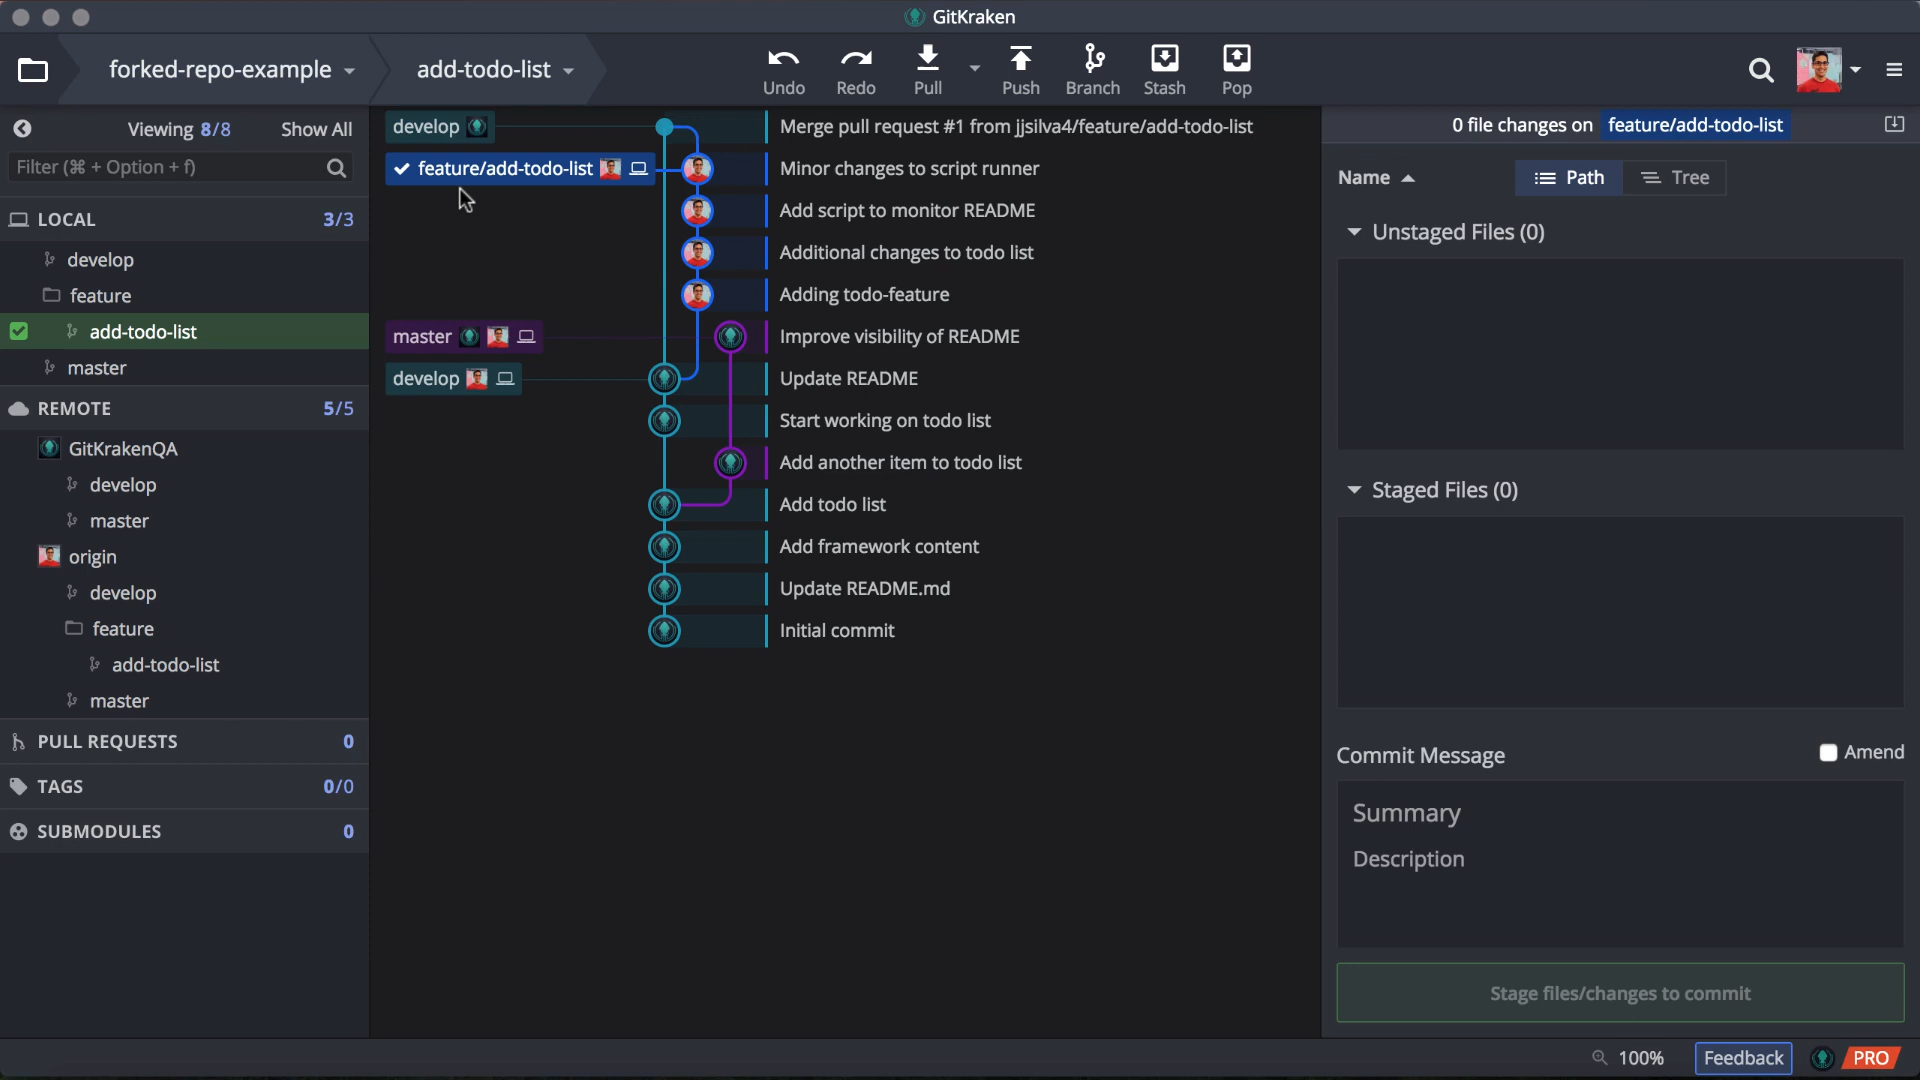 GitKraken
forked-repo-example
add-todo-list
Undo
Redo
Pull
Push
Branch
Stash
Pop
Viewing 8/8
Show All
Filter (⌘ + Option + f)
LOCAL 3/3
develop
feature
add-todo-list
master
REMOTE 5/5
GitKrakenQA
develop
master
origin
develop
feature
add-todo-list
master
PULL REQUESTS 0
TAGS 0/0
SUBMODULES 0
develop
Merge pull request #1 from jjsilva4/feature/add-todo-list
feature/add-todo-list
Minor changes to script runner
Add script to monitor README
Additional changes to todo list
Adding todo-feature
master
Improve visibility of README
develop
Update README
Start working on todo list
Add another item to todo list
Add todo list
Add framework content
Update README.md
Initial commit
0 file changes on feature/add-todo-list
Name
Path
Tree
Unstaged Files (0)
Staged Files (0)
Commit Message
Amend
Summary
Description
Stage files/changes to commit
100%
Feedback
PRO